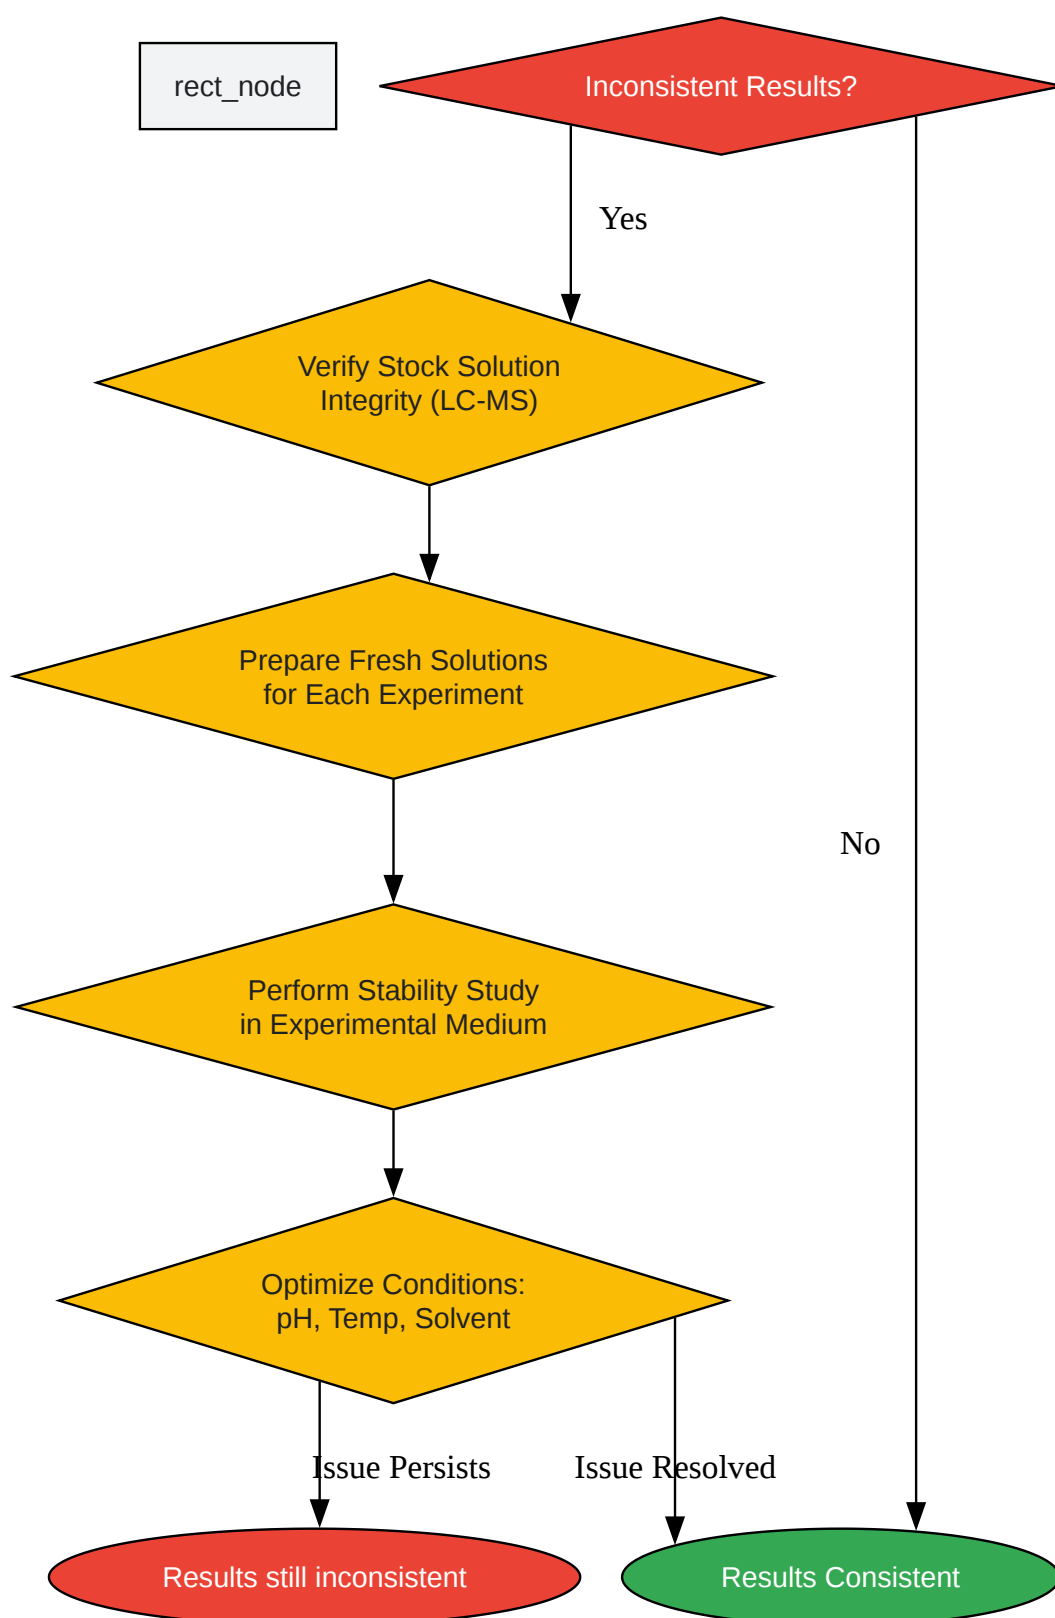 rect_node
Inconsistent Results?
Yes
Verify Stock Solution
Integrity (LC-MS)
Prepare Fresh Solutions
for Each Experiment
No
Perform Stability Study
in Experimental Medium
Optimize Conditions:
pH, Temp, Solvent
Issue Persists
Issue Resolved
Results still inconsistent
Results Consistent